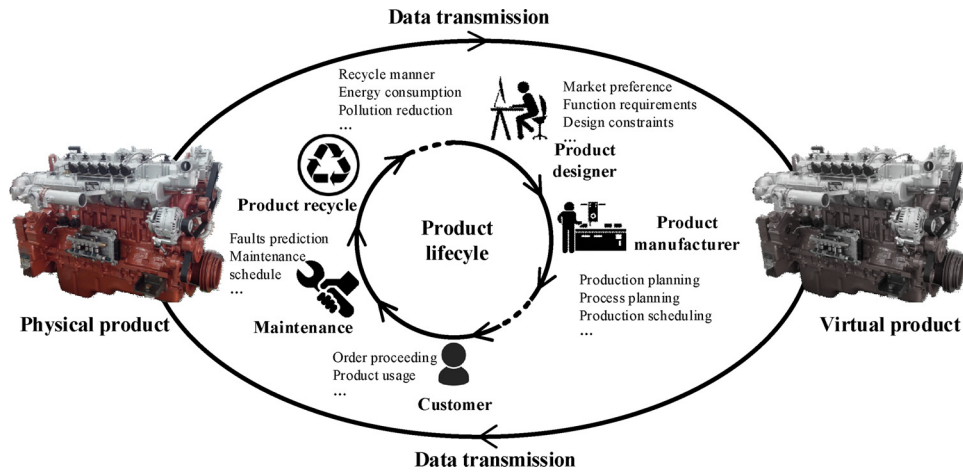 Data transmission
Recycle manner
Energy consumption
Pollution reduction
...
Market preference
Function requirements
Design constraints
...
Product
designer
Product recycle
Product
lifecyle
Product
manufacturer
Faults prediction
Maintenance
schedule
...
Production planning
Process planning
Production scheduling
...
Physical product
Maintenance
Virtual product
Order proceeding
Product usage
...
Customer
Data transmission